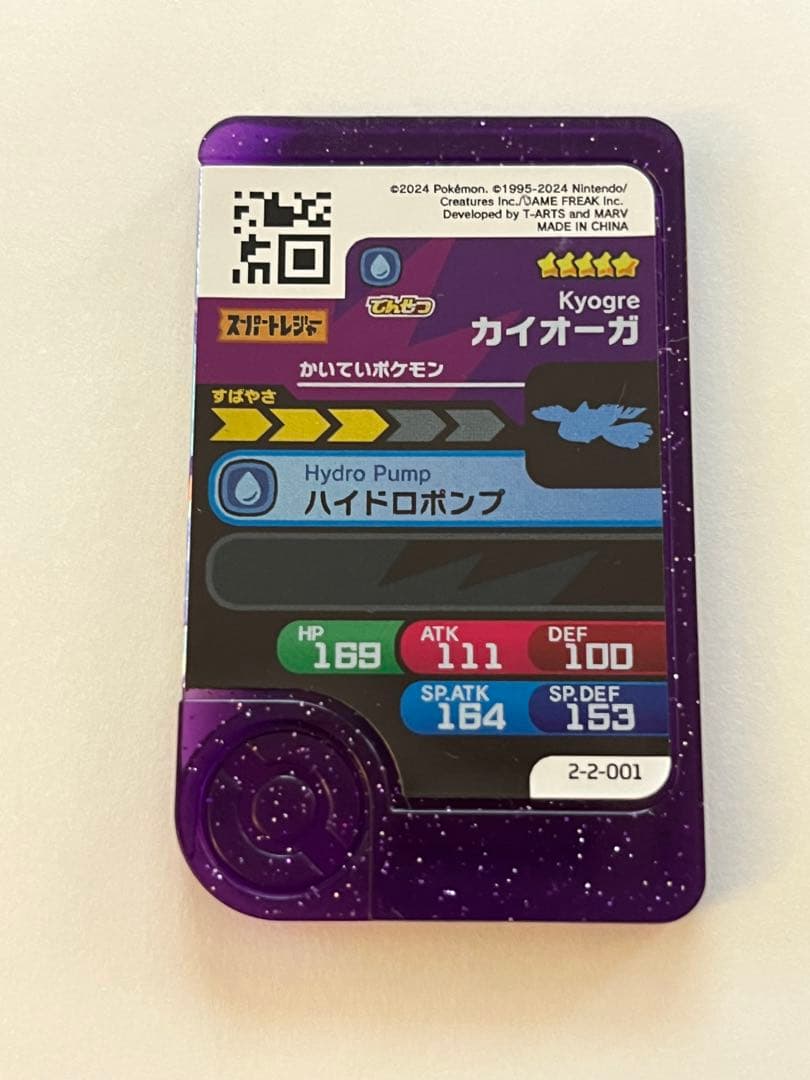 ©2024 Pokémon. ©1995-2024 Nintendo/
Creatures Inc./GAME FREAK Inc.
Developed by T-ARTS and MARV
MADE IN CHINA
でんせつ
スーパートレジャー
Kyogre
カイオーガ
かいていポケモン
すばやさ
Hydro Pump
ハイドロポンプ
HP 169
ATK 111
DEF 100
SP.ATK 164
SP.DEF 153
2-2-001